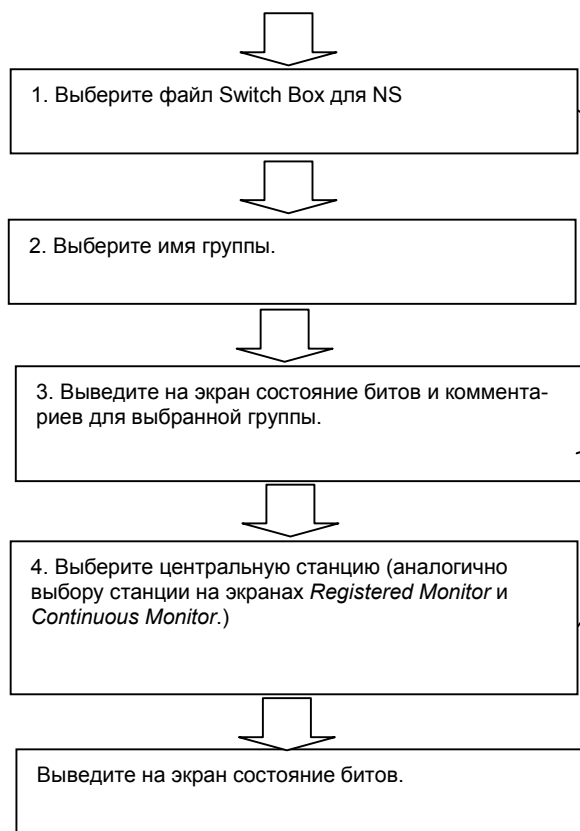 1. Выберите файл Switch Box для NS
2. Выберите имя группы.
3. Выведите на экран состояние битов и коммента-
риев для выбранной группы.
4. Выберите центральную станцию (аналогично
выбору станции на экранах Registered Monitor и
Continuous Monitor.)
Выведите на экран состояние битов.